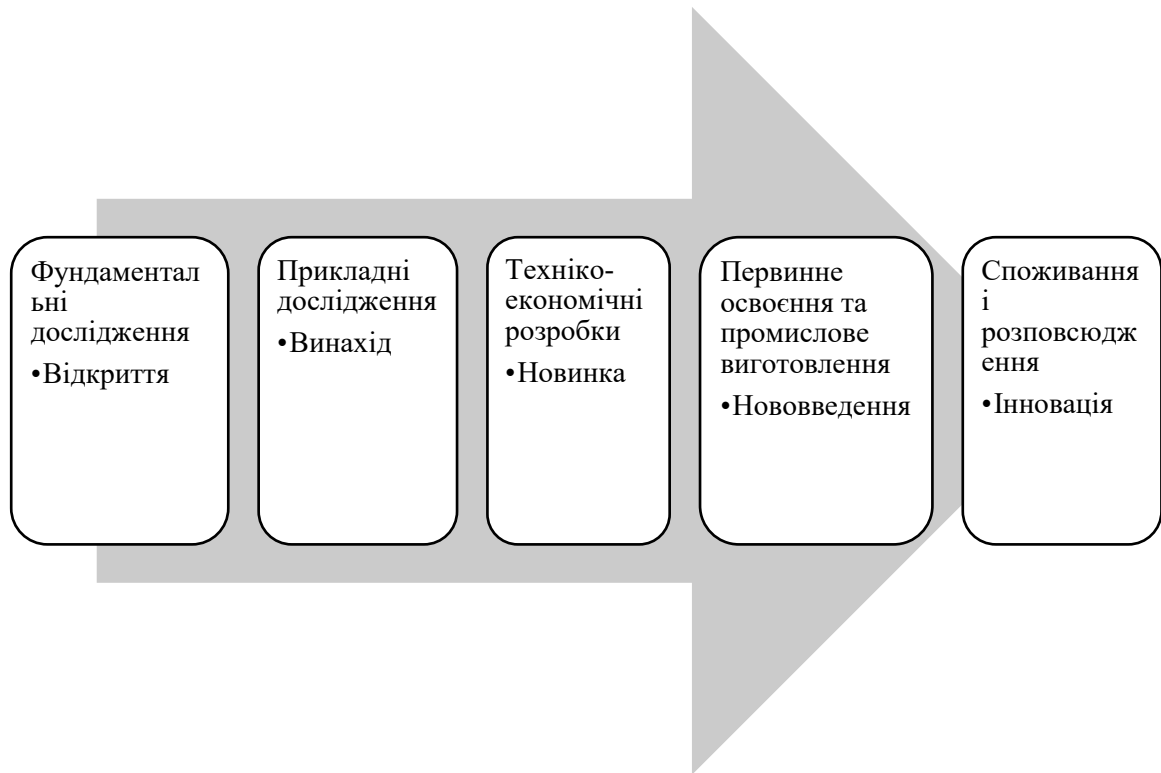 Фундаментал
ьні
дослідження
•Відкриття
Прикладні
дослідження
•Винахід
Техніко-
економічні
розробки
•Новинка
Первинне
освоєння та
промислове
виготовлення
•Нововведення
Споживання
і
розповсюдж
ення
•Інновація